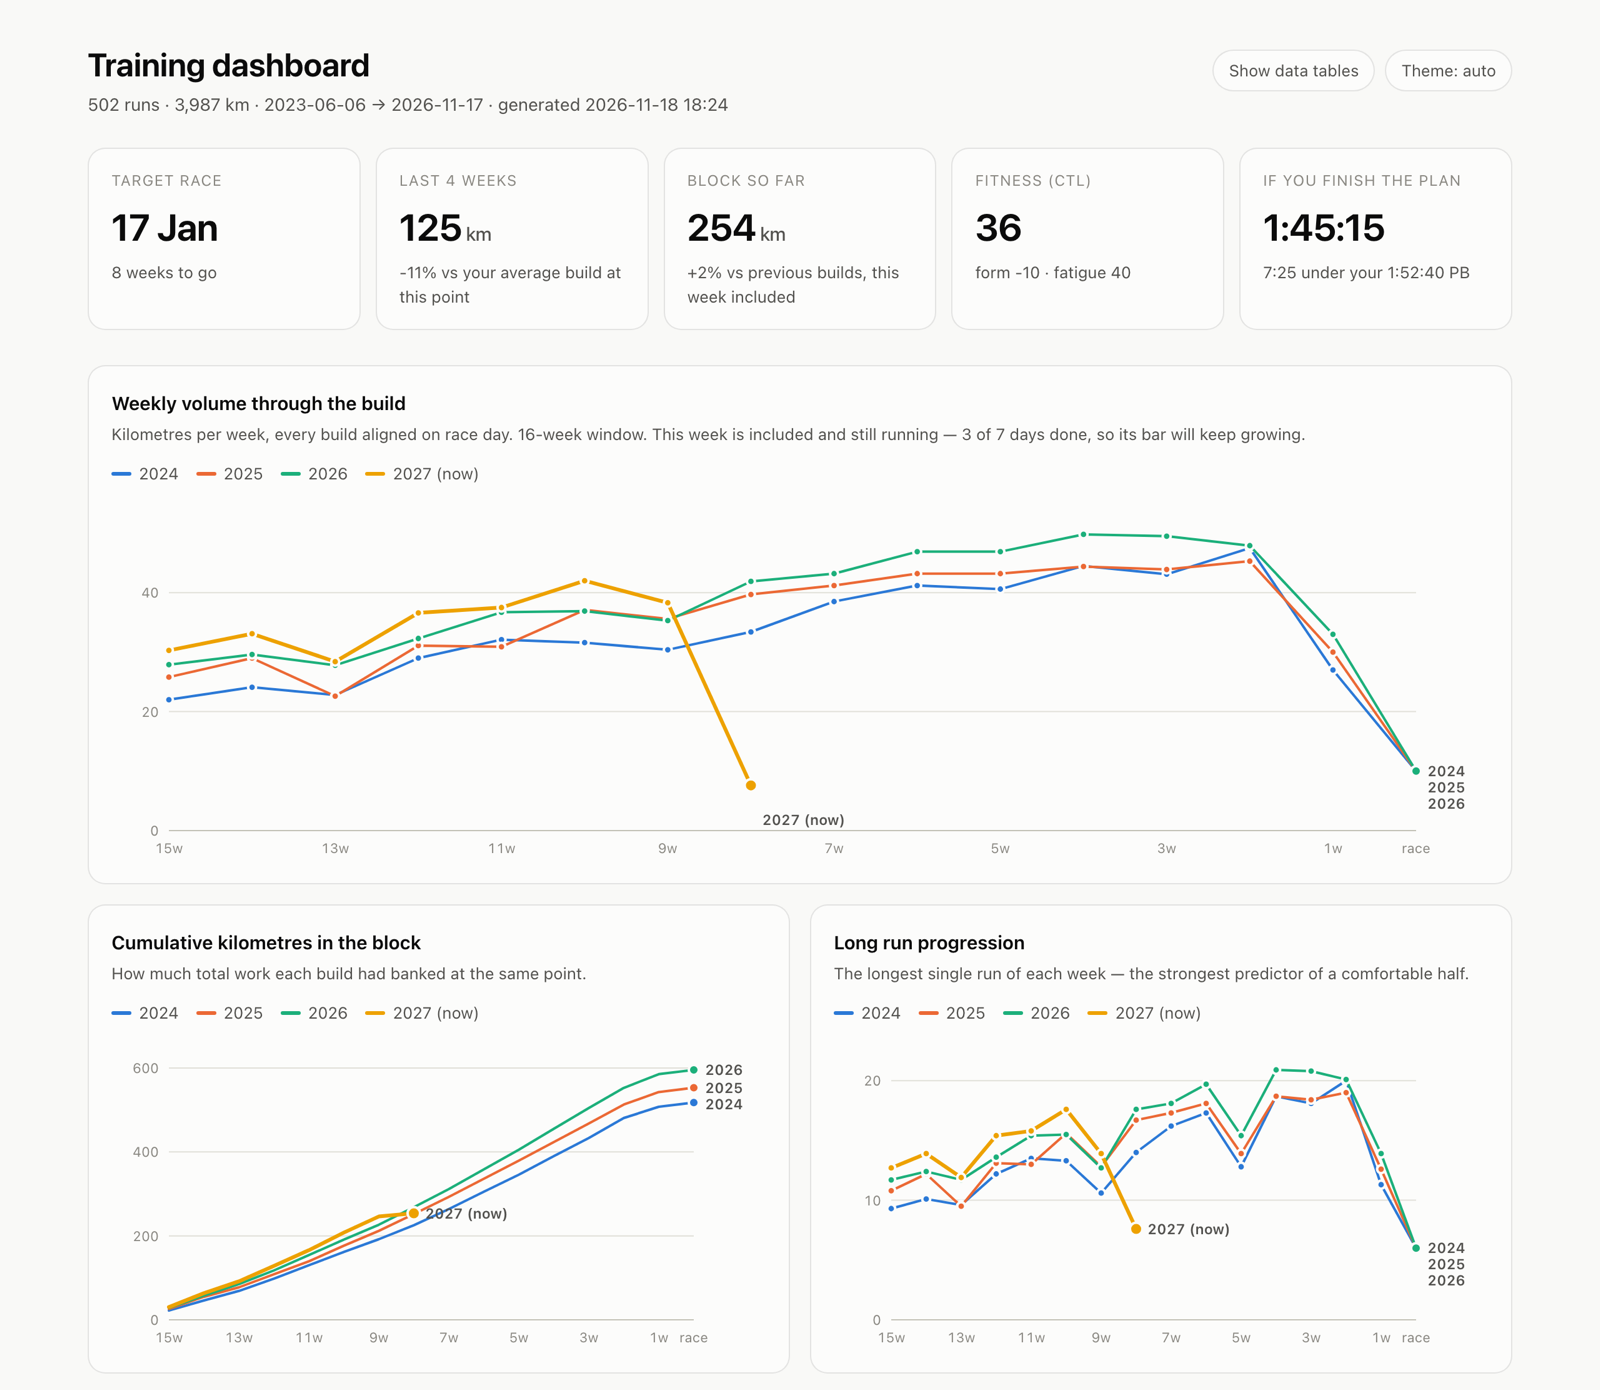 Training dashboard
502 runs · 3,987 km · 2023-06-06 → 2026-11-17 · generated 2026-11-18 18:24
Show data tables
Theme: auto
TARGET RACE
17 Jan
8 weeks to go
LAST 4 WEEKS
125 km
-11% vs your average build at
this point
BLOCK SO FAR
254 km
+2% vs previous builds, this
week included
FITNESS (CTL)
36
form -10 · fatigue 40
IF YOU FINISH THE PLAN
1:45:15
7:25 under your 1:52:40 PB
Weekly volume through the build
Kilometres per week, every build aligned on race day. 16-week window. This week is included and still running — 3 of 7 days done, so its bar will keep growing.
2024 2025 2026 2027 (now)
40
20
0
2027 (now)
2024
2025
2026
15w 13w 11w 9w 7w 5w 3w 1w race
Cumulative kilometres in the block
How much total work each build had banked at the same point.
2024 2025 2026 2027 (now)
600
400
200
0
2026
2025
2024
2027 (now)
15w 13w 11w 9w 7w 5w 3w 1w race
Long run progression
The longest single run of each week — the strongest predictor of a comfortable half.
2024 2025 2026 2027 (now)
20
10
0
2027 (now)
2024
2025
2026
15w 13w 11w 9w 7w 5w 3w 1w race